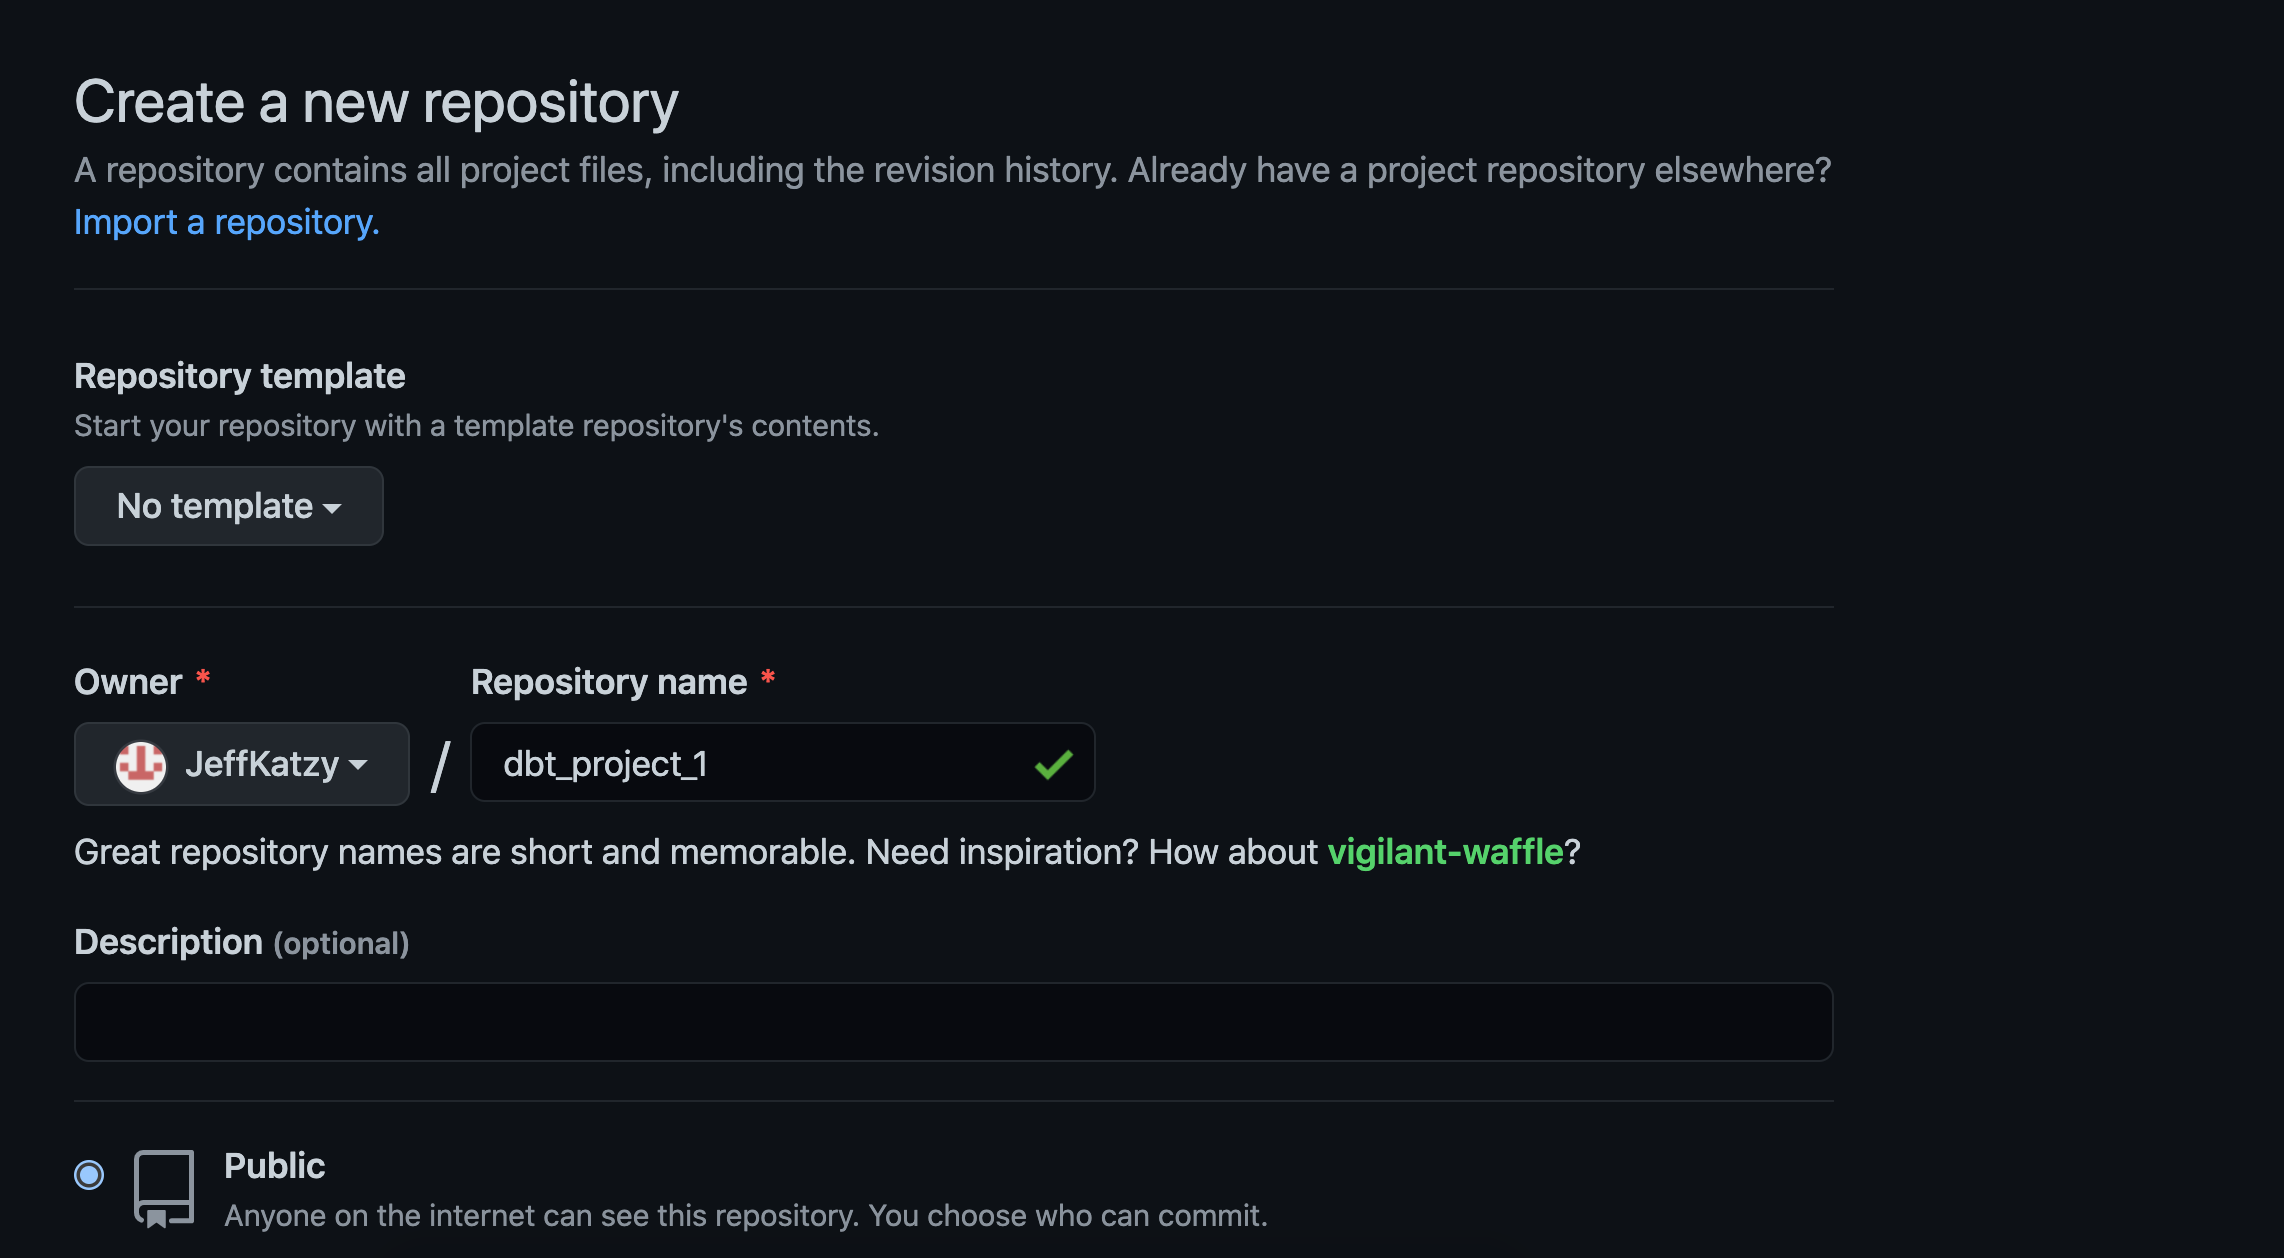 Create a new repository
A repository contains all project files, including the revision history. Already have a project repository elsewhere?
Import a repository.
Repository template
Start your repository with a template repository's contents.
No template
Owner * Repository name *
JeffKatzy / dbt_project_1
Great repository names are short and memorable. Need inspiration? How about vigilant-waffle?
Description (optional)
Public
Anyone on the internet can see this repository. You choose who can commit.